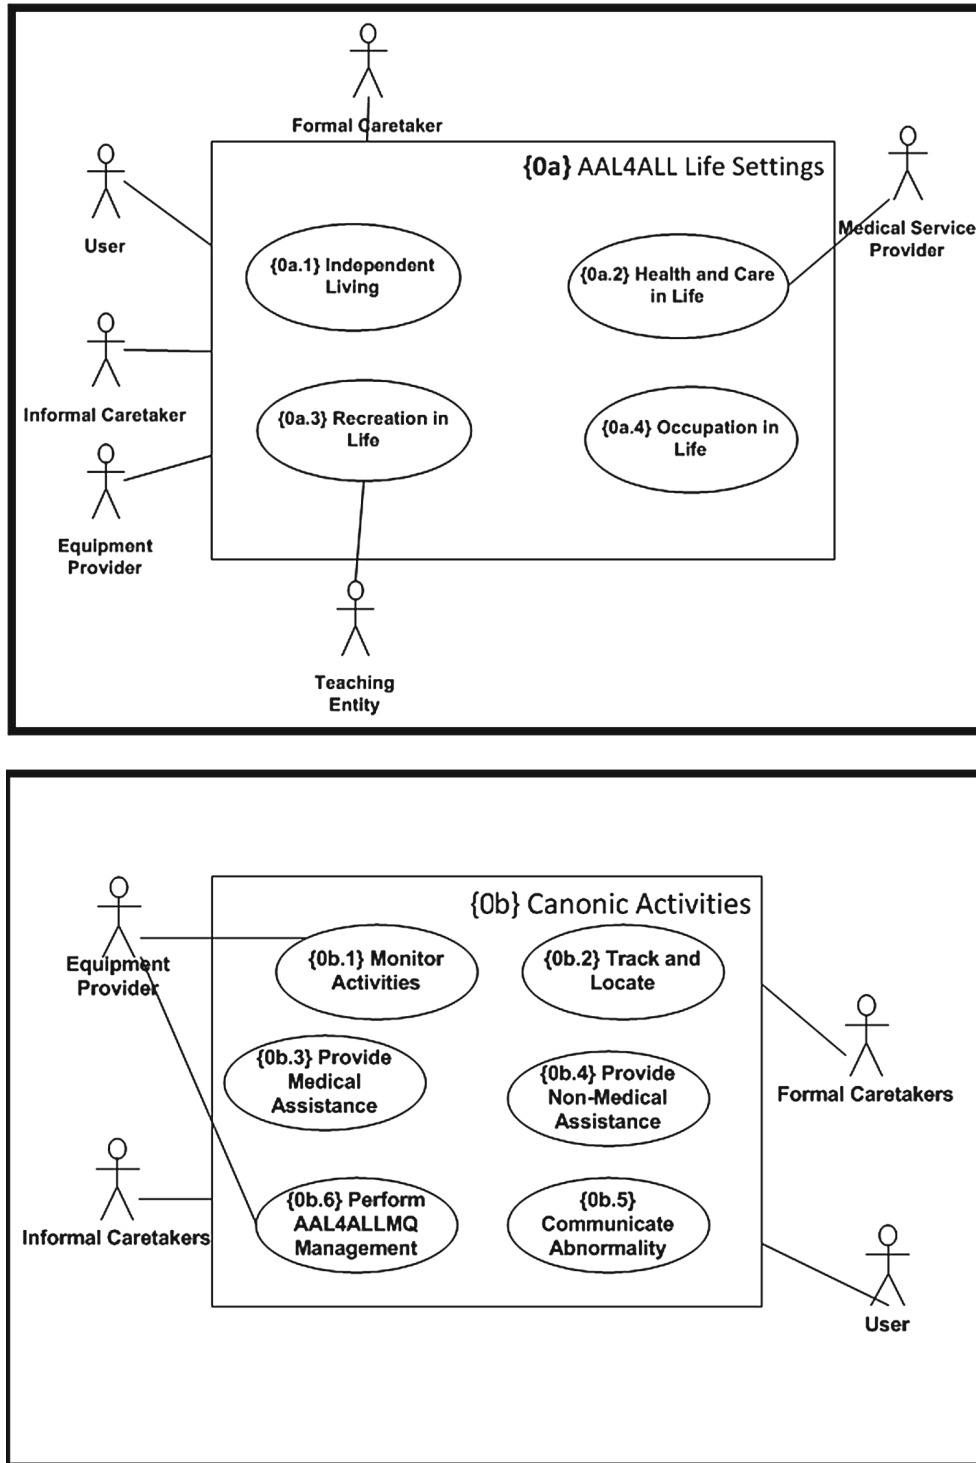 Formal Caretaker
{0a} AAL4ALL Life Settings
User
Medical Service
Provider
{0a.1} Independent
Living
{0a.2} Health and Care
in Life
Informal Caretaker
{0a.3} Recreation in
Life
{0a.4} Occupation in
Life
Equipment
Provider
Teaching
Entity
{0b} Canonic Activities
Equipment
Provider
{0b.1} Monitor
Activities
{0b.2} Track and
Locate
{0b.3} Provide
Medical
Assistance
{0b.4} Provide
Non-Medical
Assistance
Formal Caretakers
Informal Caretakers
{0b.6} Perform
AAL4ALLMQ
Management
{0b.5}
Communicate
Abnormality
User